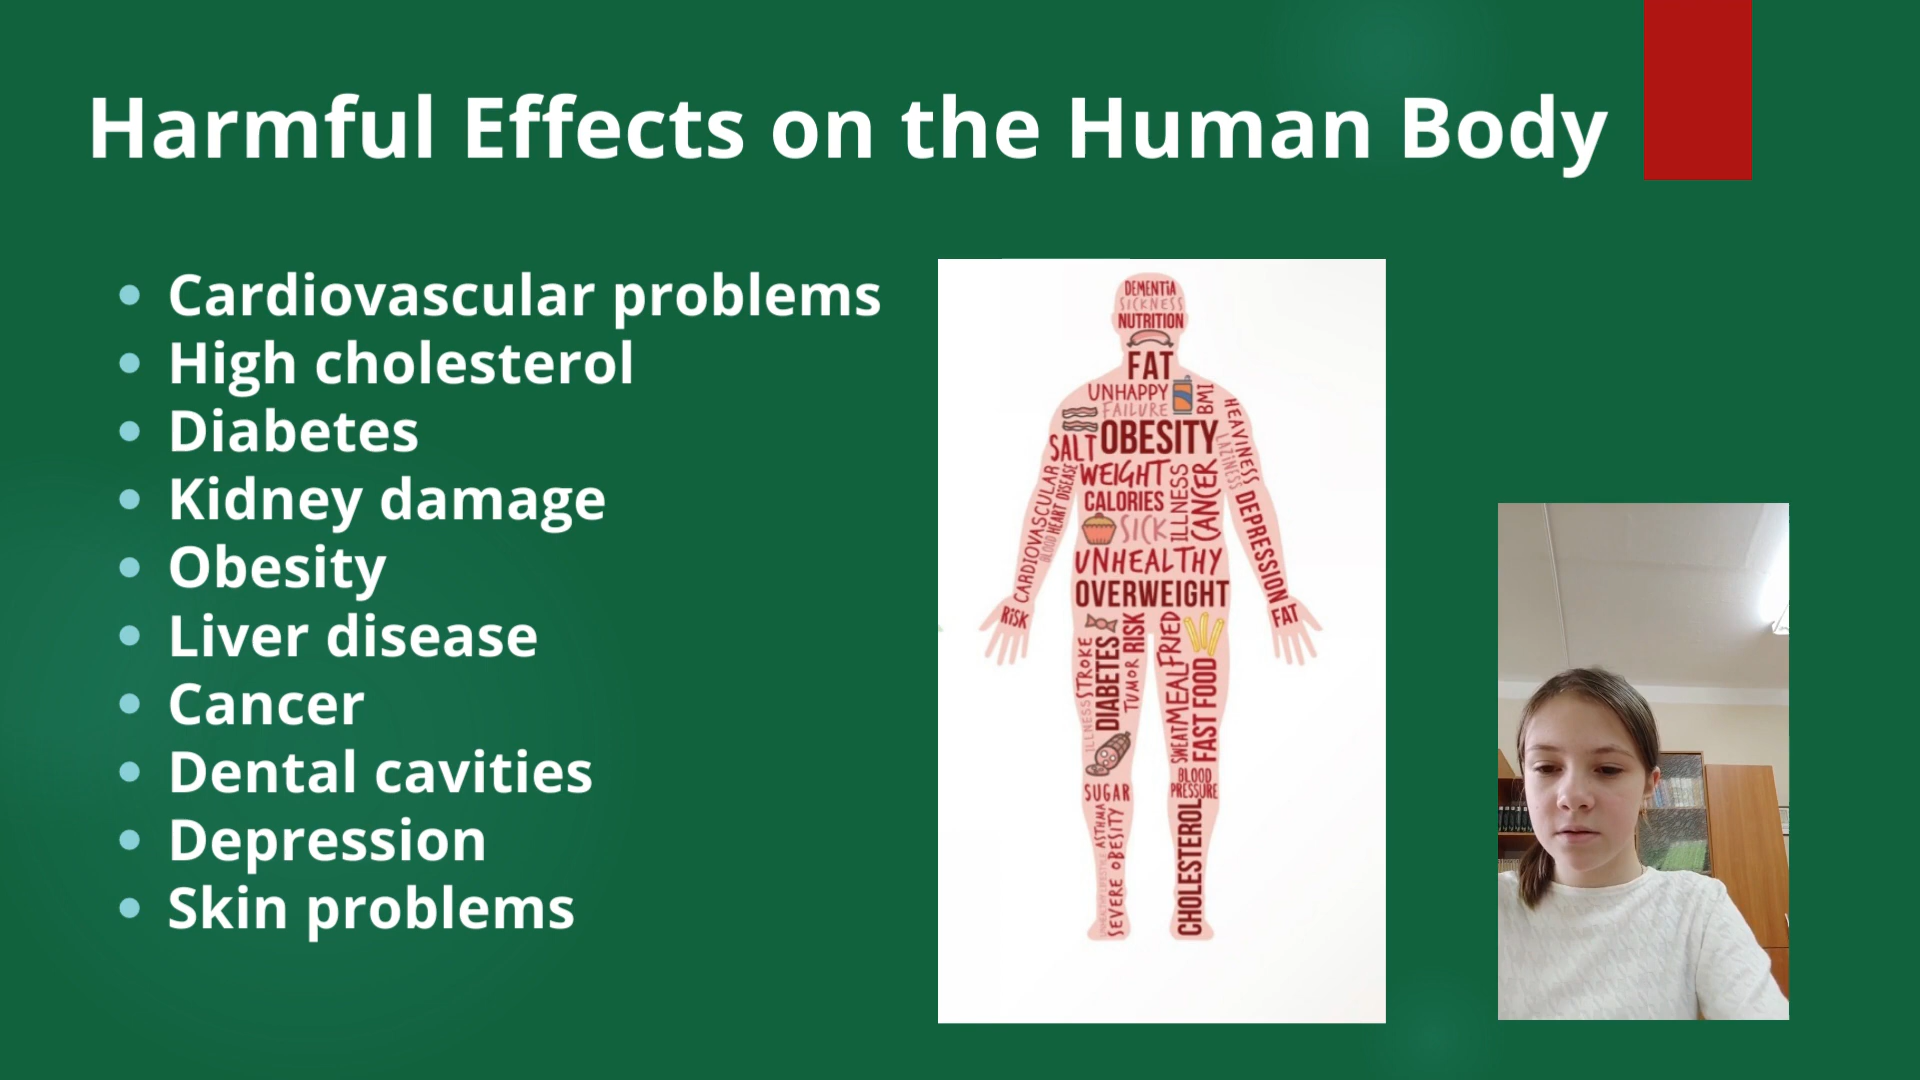 Harmful Effects on the Human Body
Cardiovascular problems
High cholesterol
Diabetes
Kidney damage
Obesity
Liver disease
Cancer
Dental cavities
Depression
Skin problems
DEMENTIA
SICKNESS
NUTRITION
FAT
UNHAPPY
FAILURE
BMI
HEAVINESS
LAZINESS
SALT
OBESITY
WEIGHT
CALORIES
SICK
ILLNESS
CANCER
CARDIOVASCULAR
BLOOD
HEART DISEASE
DEPRESSION
UNHEALTHY
OVERWEIGHT
RISK
FAT
STROKE
ILLNESS
DIABETES
RISK
TUMOR
FRIED
MEAL
SWEAT
FAST FOOD
SUGAR
BLOOD
PRESSURE
ASTHMA
SEVERE OBESITY
CHOLESTEROL